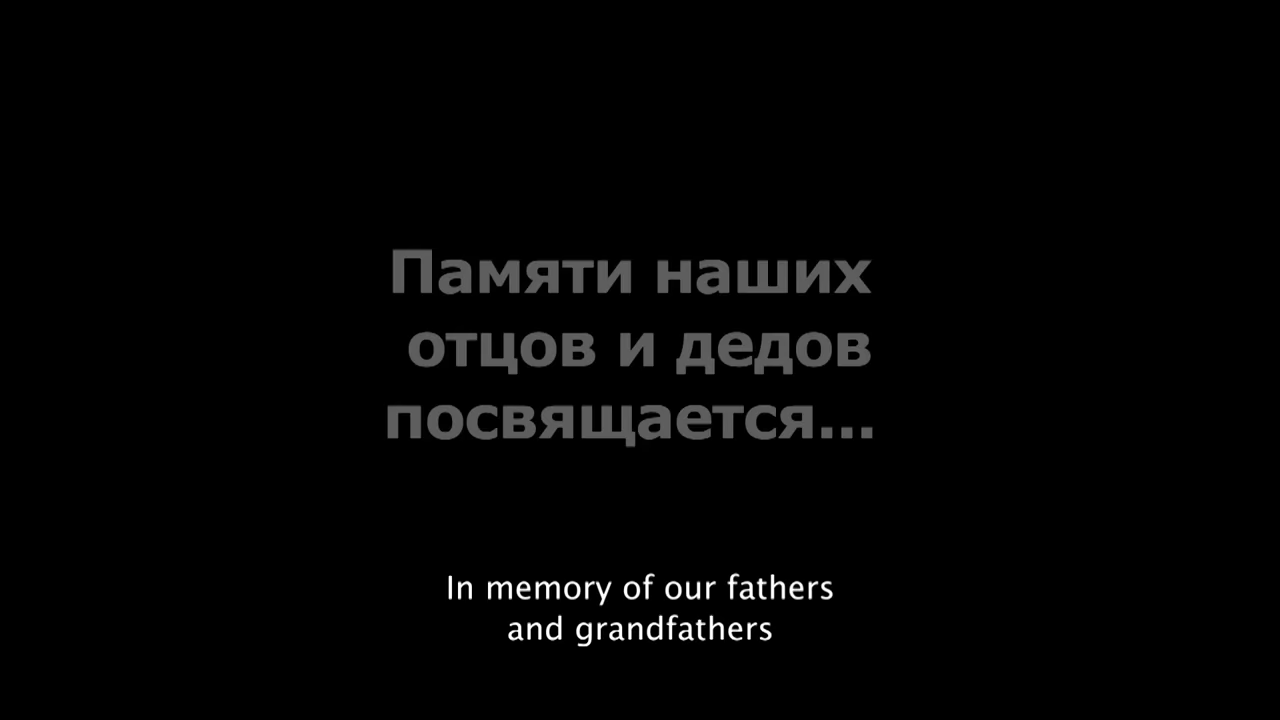 Памяти наших
отцов и дедов
посвящается...
In memory of our fathers
and grandfathers